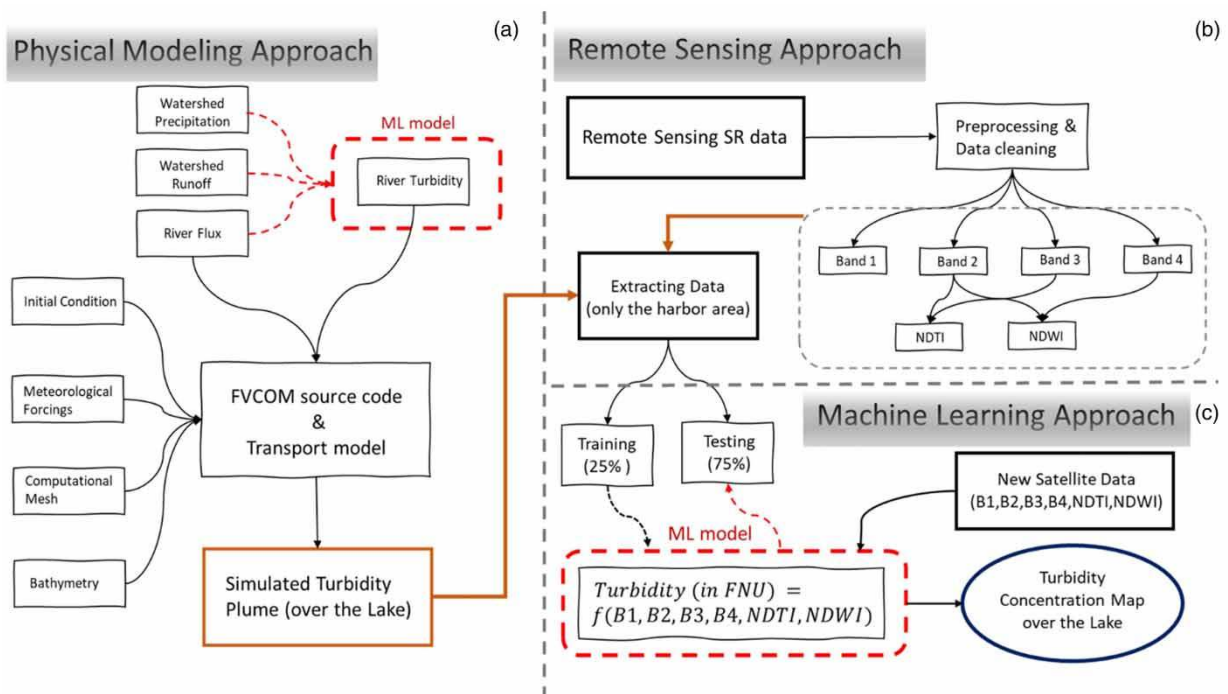 (a)
Physical Modeling Approach
Watershed
Precipitation
ML model
Watershed
Runoff
River Turbidity
River Flux
Initial Condition
Meteorological
Forcings
FVCOM source code
&
Transport model
Computational
Mesh
Bathymetry
Simulated Turbidity
Plume (over the Lake)
(b)
Remote Sensing Approach
Remote Sensing SR data
Preprocessing &
Data cleaning
Band 1
Band 2
Band 3
Band 4
Extracting Data
(only the harbor area)
NDTI
NDWI
(c)
Machine Learning Approach
Training
(25% )
Testing
(75%)
New Satellite Data
(B1,B2,B3,B4,NDTI,NDWI)
ML model
Turbidity (in FNU) =
f(B1, B2, B3, B4, NDTI, NDWI)
Turbidity
Concentration Map
over the Lake